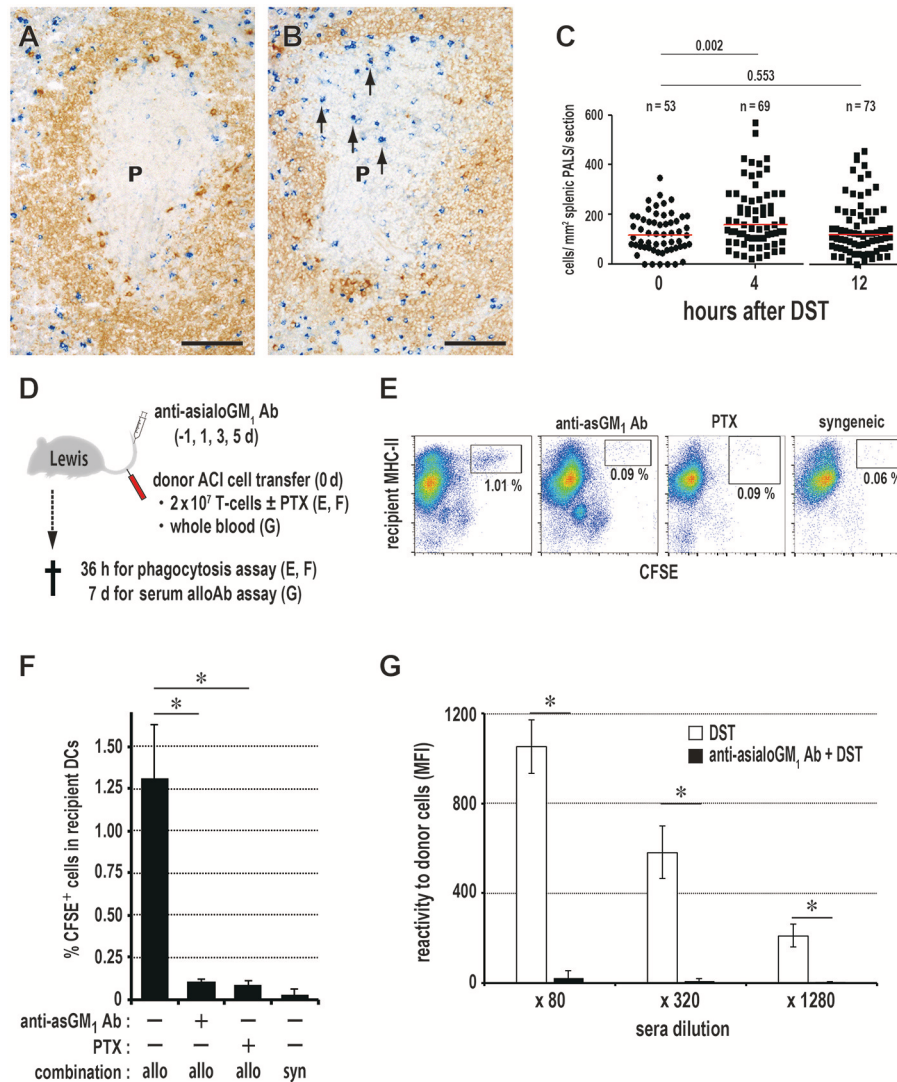 A
B
P
P
C
0.002
0.553
n = 53
n = 69
n = 73
cells/ mm² splenic PALS/ section
600
400
200
0
0
4
12
hours after DST
D
anti-asialoGM₁ Ab
(-1, 1, 3, 5 d)
Lewis
donor ACI cell transfer (0 d)
・2 x 10⁷ T-cells ± PTX (E, F)
・whole blood (G)
36 h for phagocytosis assay (E, F)
7 d for serum alloAb assay (G)
E
anti-asGM₁ Ab
PTX
syngeneic
recipient MHC-II
1.01 %
0.09 %
0.09 %
0.06 %
CFSE
F
*
*
% CFSE⁺ cells in recipient DCs
1.50
1.25
1.00
0.75
0.50
0.25
0
anti-asGM₁ Ab : − + − −
PTX : − − + −
combination : allo allo allo syn
G
reactivity to donor cells (MFI)
1200
800
400
0
*
*
*
DST
anti-asialoGM₁ Ab + DST
x 80
x 320
x 1280
sera dilution